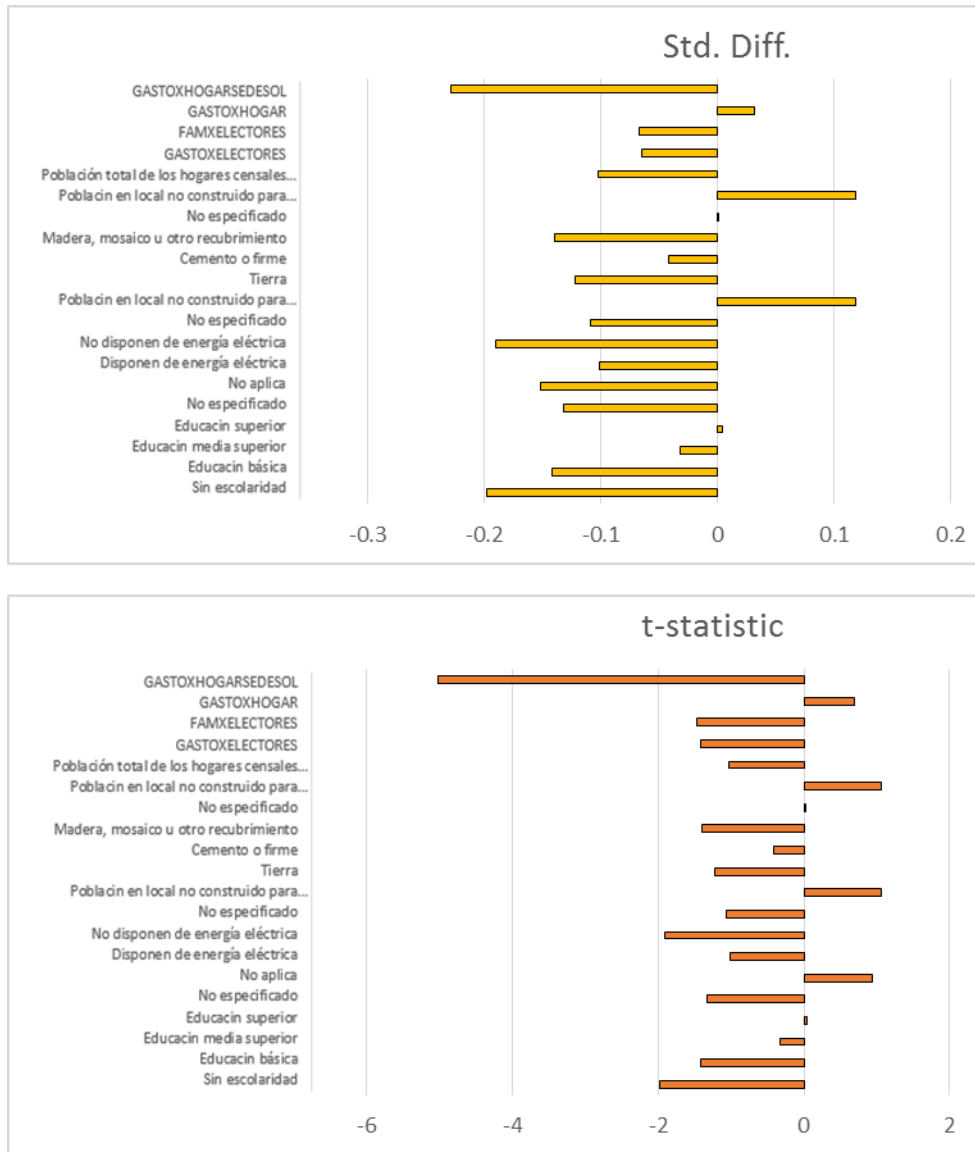 Std. Diff.
GASTOXHOGARSEDESOL
GASTOXHOGAR
FAMXELECTORES
GASTOXELECTORES
Población total de los hogares censales...
Poblacin en local no construido para...
No especificado
Madera, mosaico u otro recubrimiento
Cemento o firme
Tierra
Poblacin en local no construido para...
No especificado
No disponen de energía eléctrica
Disponen de energía eléctrica
No aplica
No especificado
Educacin superior
Educacin media superior
Educacin básica
Sin escolaridad
-0.3 -0.2 -0.1 0 0.1 0.2
t-statistic
GASTOXHOGARSEDESOL
GASTOXHOGAR
FAMXELECTORES
GASTOXELECTORES
Población total de los hogares censales...
Poblacin en local no construido para...
No especificado
Madera, mosaico u otro recubrimiento
Cemento o firme
Tierra
Poblacin en local no construido para...
No especificado
No disponen de energía eléctrica
Disponen de energía eléctrica
No aplica
No especificado
Educacin superior
Educacin media superior
Educacin básica
Sin escolaridad
-6 -4 -2 0 2